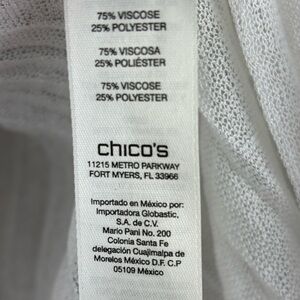 75% VISCOSE
25% POLYESTER
75% VISCOSA
25% POLIÉSTER
75% VISCOSE
25% POLYESTER
chico's
11215 METRO PARKWAY
FORT MYERS, FL 33966
Importado en México por:
Importadora Globastic,
S.A. de C.V.
Mario Pani No. 200
Colonia Santa Fe
delegación Cuajimalpa de
Morelos México D.F. C.P
05109 México